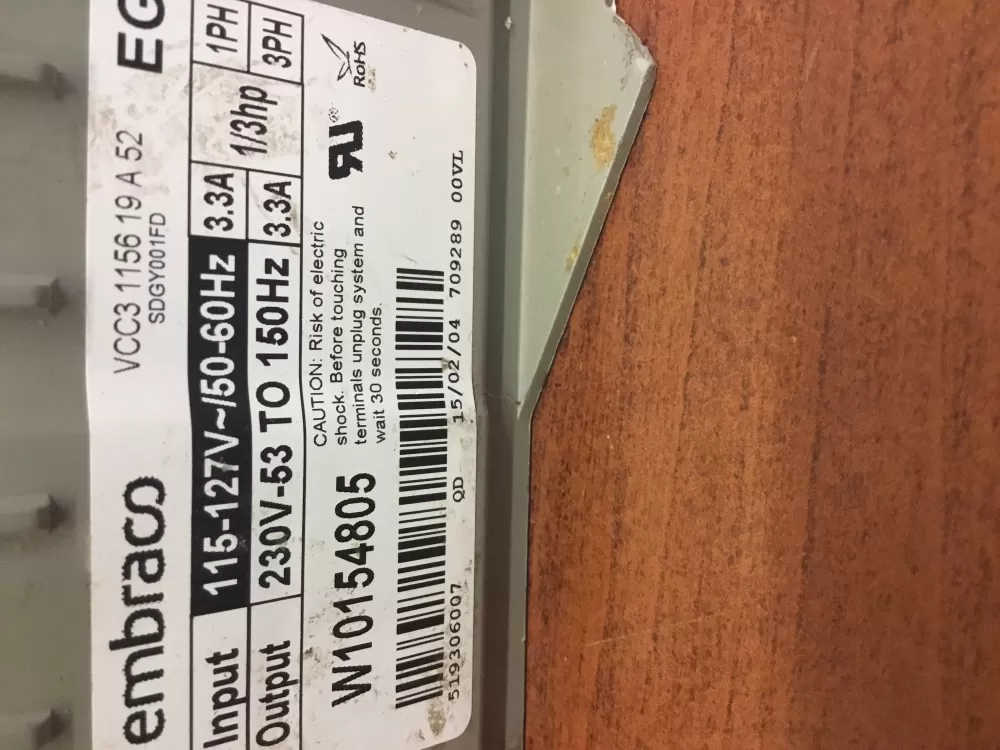 embraco
EG
VCC3 1156 19 A 52
SDGY001FD
Input 115-127V~/50-60Hz 3.3A 1/3hp 1PH
Output 230V-53 TO 150Hz 3.3A 3PH
W10154805
CAUTION: Risk of electric
shock. Before touching
terminals unplug system and
wait 30 seconds.
RU®
RoHS
519306007 QD 15/02/04 709289 00VL